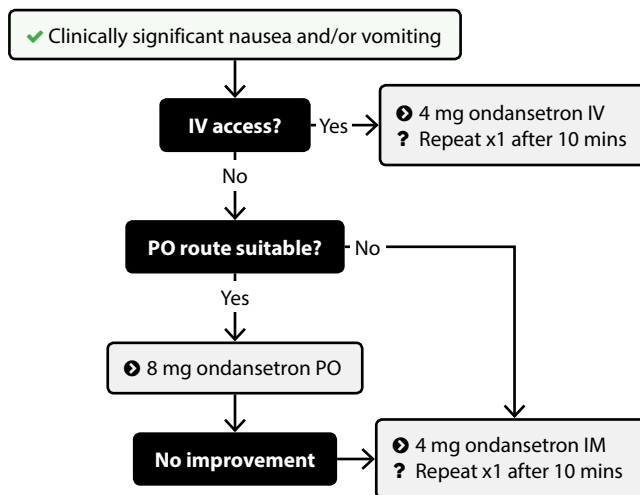 Clinically significant nausea and/or vomiting
IV access?
Yes
4 mg ondansetron IV
? Repeat x1 after 10 mins
No
PO route suitable?
No
Yes
8 mg ondansetron PO
No improvement
4 mg ondansetron IM
? Repeat x1 after 10 mins